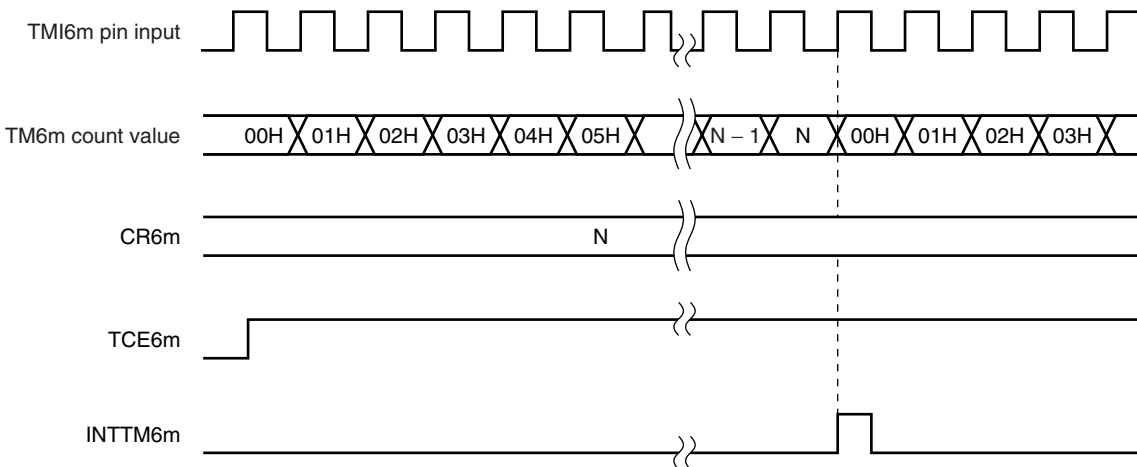 TMI6m pin input
TM6m count value 00H 01H 02H 03H 04H 05H N − 1 N 00H 01H 02H 03H
CR6m N
TCE6m
INTTM6m